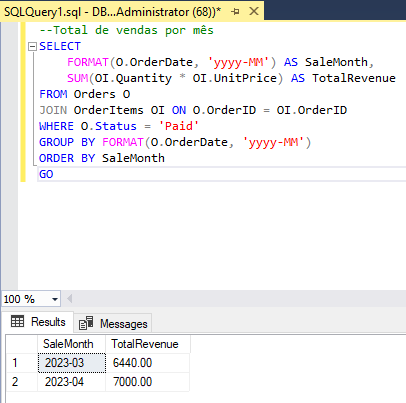 SQLQuery1.sql - DB...Administrator (68))*
--Total de vendas por mês
SELECT
FORMAT(O.OrderDate, 'yyyy-MM') AS SaleMonth,
SUM(OI.Quantity * OI.UnitPrice) AS TotalRevenue
FROM Orders O
JOIN OrderItems OI ON O.OrderID = OI.OrderID
WHERE O.Status = 'Paid'
GROUP BY FORMAT(O.OrderDate, 'yyyy-MM')
ORDER BY SaleMonth
GO
100 %
Results Messages
SaleMonth TotalRevenue
1 2023-03 6440.00
2 2023-04 7000.00